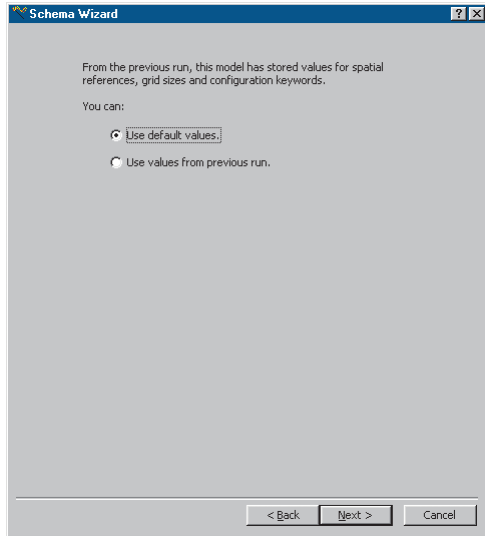 Schema Wizard
? X
From the previous run, this model has stored values for spatial
references, grid sizes and configuration keywords.
You can:
Use default values.
Use values from previous run.
< Back
Next >
Cancel